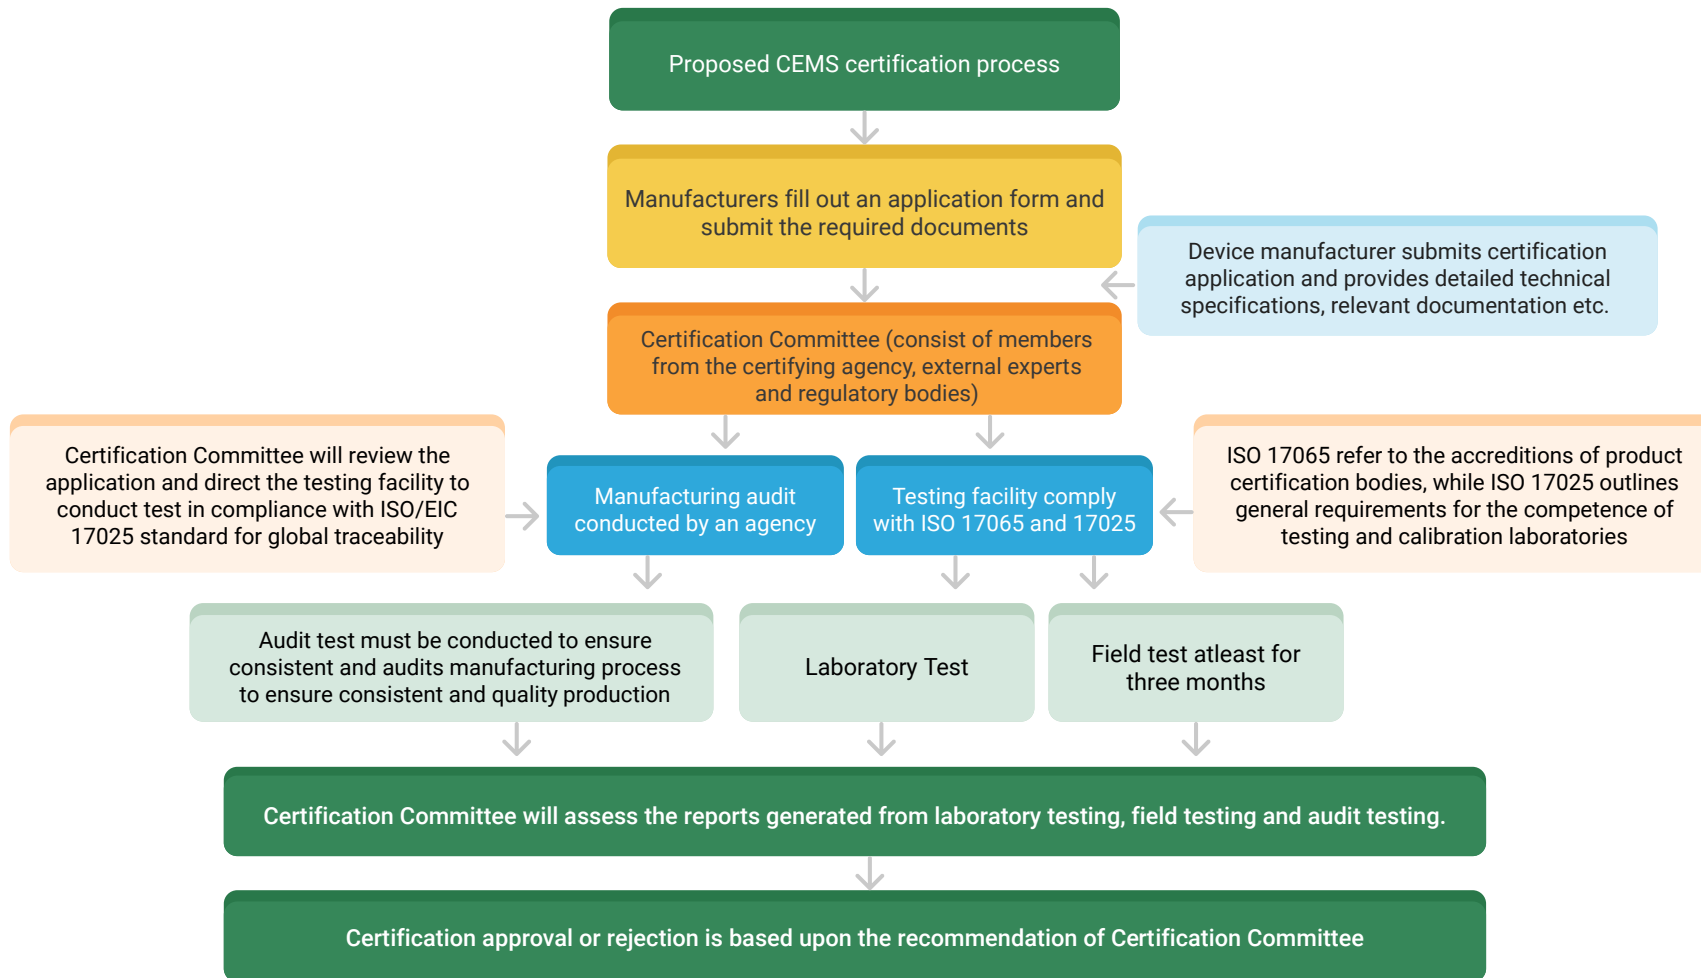 Proposed CEMS certification process
Manufacturers fill out an application form and
submit the required documents
Device manufacturer submits certification
application and provides detailed technical
specifications, relevant documentation etc.
Certification Committee (consist of members
from the certifying agency, external experts
and regulatory bodies)
Certification Committee will review the
application and direct the testing facility to
conduct test in compliance with ISO/EIC
17025 standard for global traceability
Manufacturing audit
conducted by an agency
Testing facility comply
with ISO 17065 and 17025
ISO 17065 refer to the accreditions of product
certification bodies, while ISO 17025 outlines
general requirements for the competence of
testing and calibration laboratories
Audit test must be conducted to ensure
consistent and audits manufacturing process
to ensure consistent and quality production
Laboratory Test
Field test atleast for
three months
Certification Committee will assess the reports generated from laboratory testing, field testing and audit testing.
Certification approval or rejection is based upon the recommendation of Certification Committee